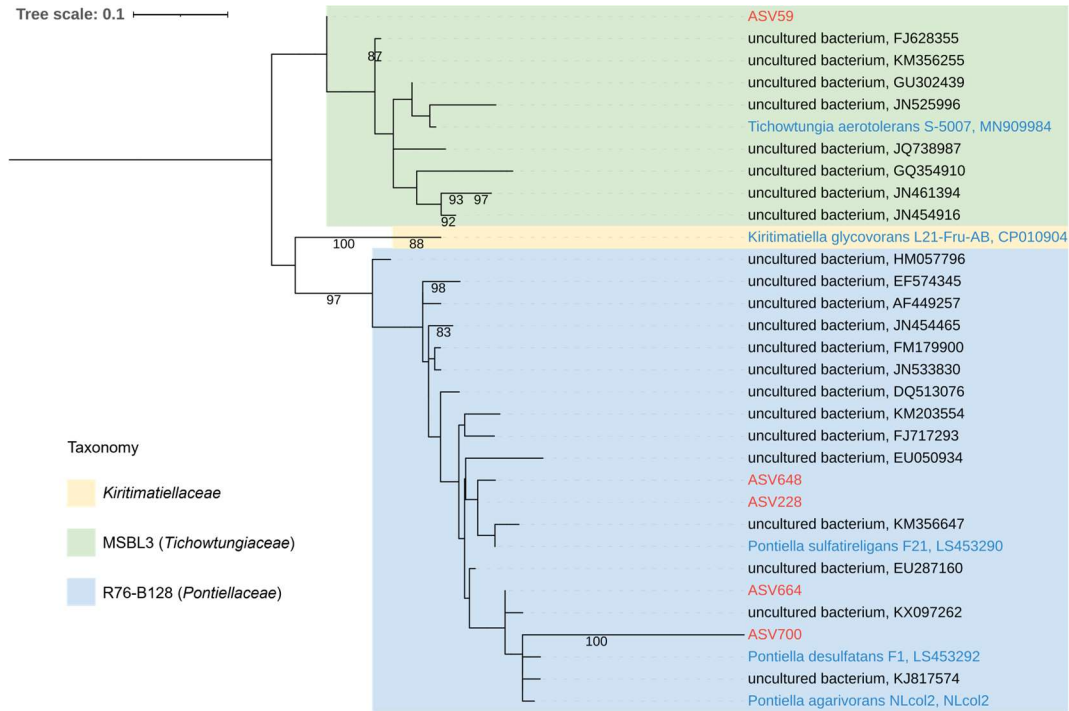 Tree scale: 0.1
ASV59
uncultured bacterium, FJ628355
87
uncultured bacterium, KM356255
uncultured bacterium, GU302439
uncultured bacterium, JN525996
Tichowtungia aerotolerans S-5007, MN909984
uncultured bacterium, JQ738987
uncultured bacterium, GQ354910
uncultured bacterium, JN461394
93 97
uncultured bacterium, JN454916
92
Kiritimatiella glycovorans L21-Fru-AB, CP010904
100 88
uncultured bacterium, HM057796
uncultured bacterium, EF574345
98
97
uncultured bacterium, AF449257
uncultured bacterium, JN454465
83
uncultured bacterium, FM179900
uncultured bacterium, JN533830
uncultured bacterium, DQ513076
uncultured bacterium, KM203554
uncultured bacterium, FJ717293
uncultured bacterium, EU050934
ASV648
ASV228
uncultured bacterium, KM356647
Pontiella sulfatireligans F21, LS453290
uncultured bacterium, EU287160
ASV664
uncultured bacterium, KX097262
ASV700
100
Pontiella desulfatans F1, LS453292
uncultured bacterium, KJ817574
Pontiella agarivorans NLcol2, NLcol2
Taxonomy
Kiritimatiellaceae
MSBL3 (Tichowtungiaceae)
R76-B128 (Pontiellaceae)